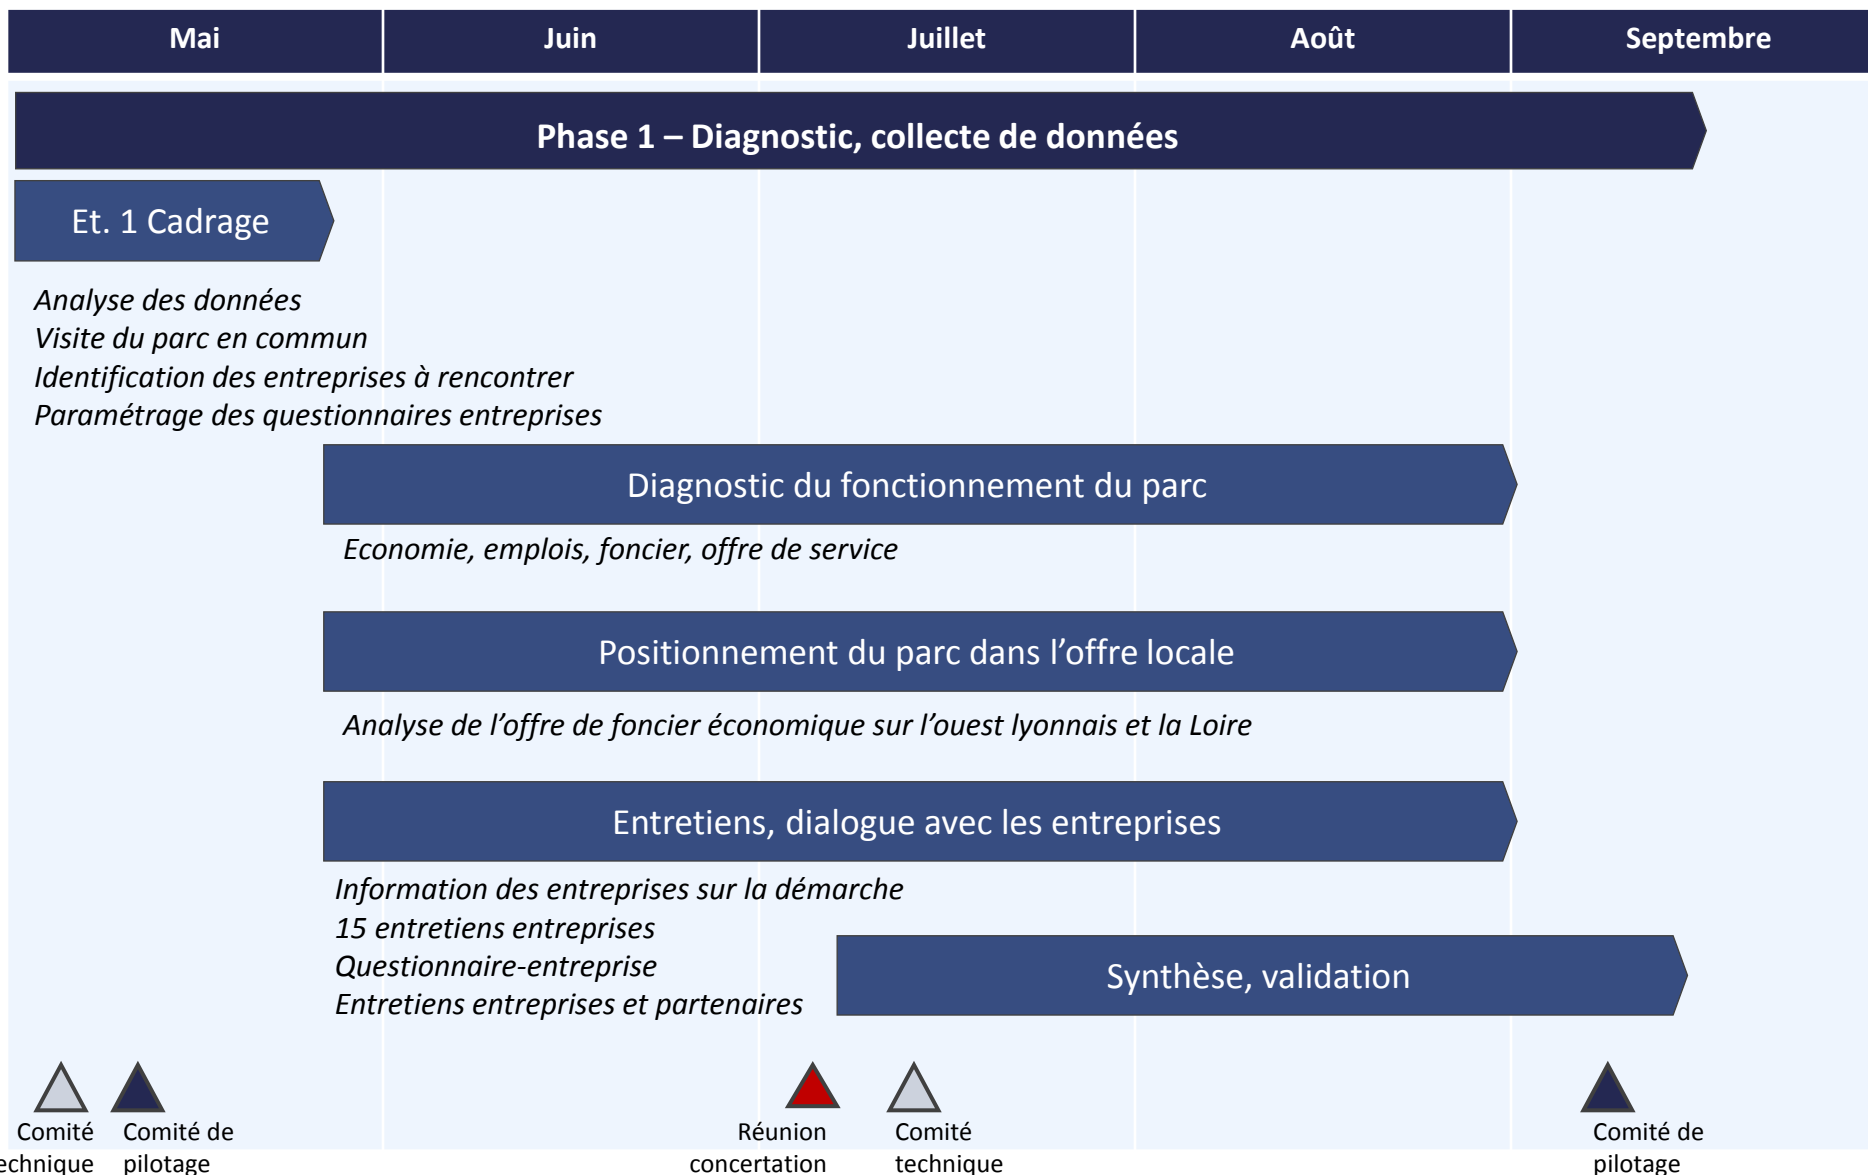 Mai
Juin
Juillet
Août
Septembre
Phase 1 – Diagnostic, collecte de données
Et. 1 Cadrage
Analyse des données
Visite du parc en commun
Identification des entreprises à rencontrer
Paramétrage des questionnaires entreprises
Diagnostic du fonctionnement du parc
Economie, emplois, foncier, offre de service
Positionnement du parc dans l’offre locale
Analyse de l’offre de foncier économique sur l’ouest lyonnais et la Loire
Entretiens, dialogue avec les entreprises
Information des entreprises sur la démarche
15 entretiens entreprises
Questionnaire-entreprise
Entretiens entreprises et partenaires
Synthèse, validation
Comité
echnique
Comité de
pilotage
Réunion
concertation
Comité
technique
Comité de
pilotage